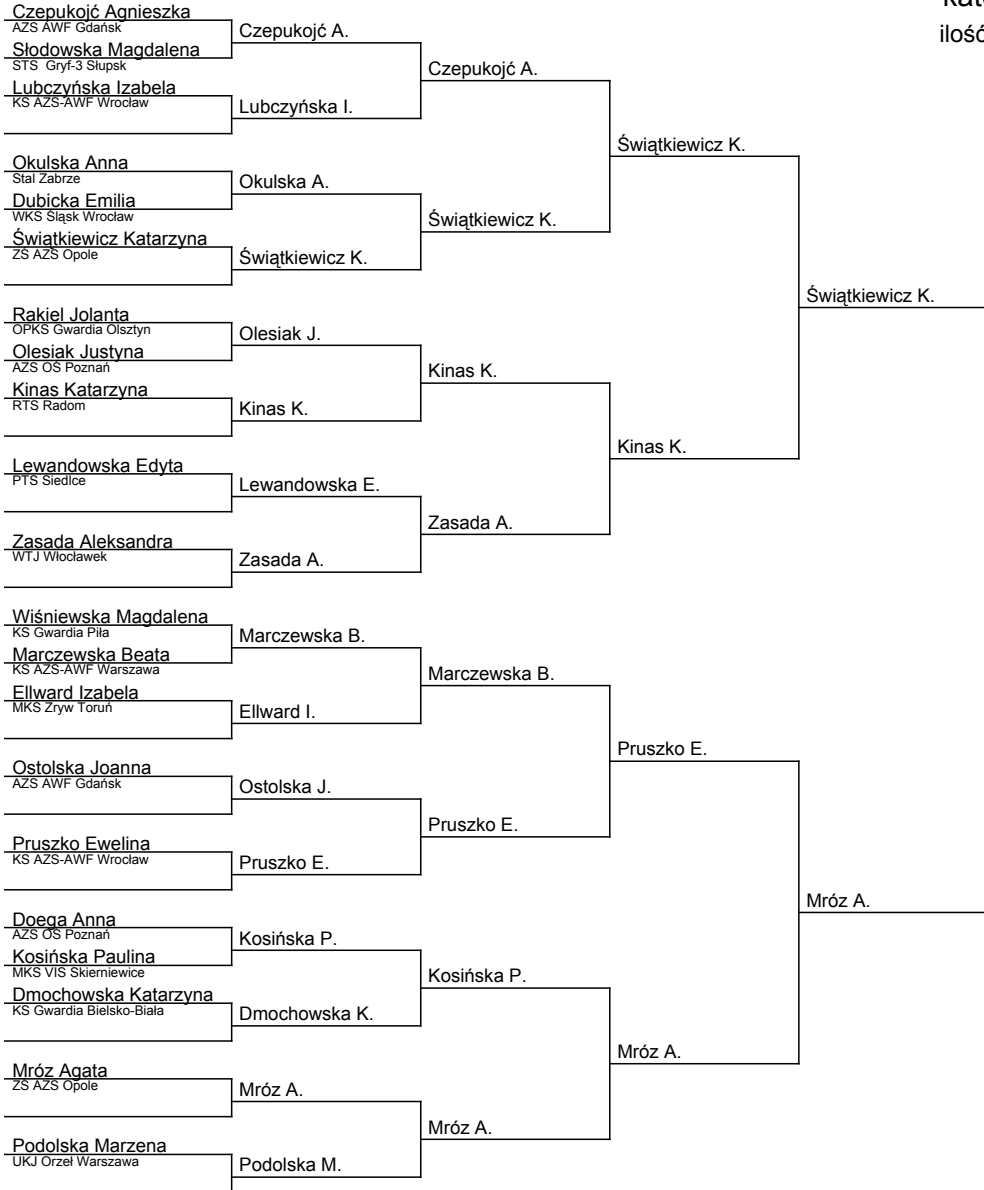 Czepukojć Agnieszka
AZS AWF Gdańsk
Słodowska Magdalena
STS Gryf-3 Słupsk
Lubczyńska Izabela
KS AZS-AWF Wrocław
Okulska Anna
Stal Zabrze
Dubicka Emilia
WKS Śląsk Wrocław
Świątkiewicz Katarzyna
ZŚ AZS Opole
Rakiel Jolanta
OPKS Gwardia Olsztyn
Olesiak Justyna
AZS OŚ Poznań
Kinas Katarzyna
RTS Radom
Lewandowska Edyta
PTS Siedlce
Zasada Aleksandra
WTJ Włocławek
Wiśniewska Magdalena
KS Gwardia Piła
Marczewska Beata
KS AZS-AWF Warszawa
Ellward Izabela
MKS Zryw Toruń
Ostolska Joanna
AZS AWF Gdańsk
Pruszko Ewelina
KS AZS-AWF Wrocław
Doega Anna
AZS OŚ Poznań
Kosińska Paulina
MKS VIS Skierniewice
Dmochowska Katarzyna
KS Gwardia Bielsko-Biała
Mróz Agata
ZŚ AZS Opole
Podolska Marzena
UKJ Orzeł Warszawa
Czepukojć A.
Lubczyńska I.
Okulska A.
Świątkiewicz K.
Olesiak J.
Kinas K.
Lewandowska E.
Zasada A.
Marczewska B.
Ellward I.
Ostolska J.
Pruszko E.
Kosińska P.
Dmochowska K.
Mróz A.
Podolska M.
Czepukojć A.
Świątkiewicz K.
Kinas K.
Zasada A.
Marczewska B.
Pruszko E.
Kosińska P.
Mróz A.
Świątkiewicz K.
Kinas K.
Pruszko E.
Mróz A.
Świątkiewicz K.
Mróz A.
ilość